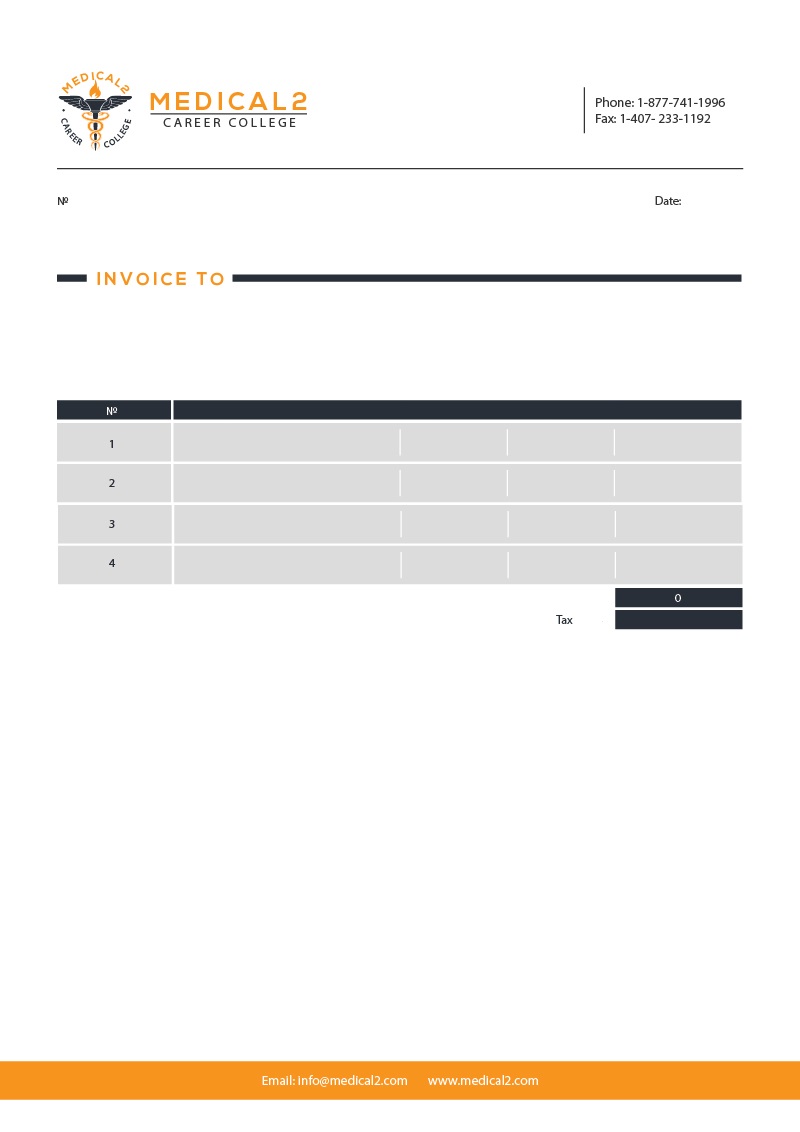 MEDICAL2
CAREER COLLEGE
MEDICAL2
CAREER COLLEGE
Phone: 1-877-741-1996
Fax: 1-407- 233-1192
Nº
Date:
INVOICE TO
Nº
1
2
3
4
0
Tax
Email: info@medical2.com www.medical2.com